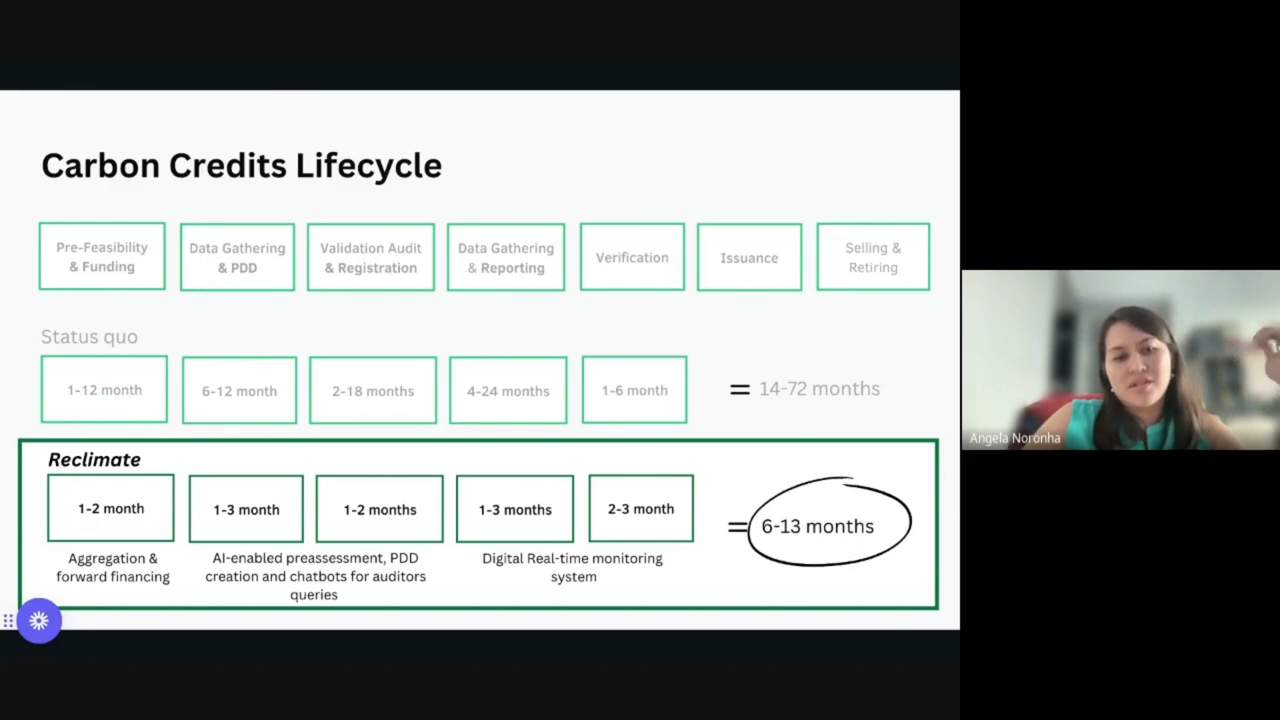 Carbon Credits Lifecycle
Pre-Feasibility
& Funding
Data Gathering
& PDD
Validation Audit
& Registration
Data Gathering
& Reporting
Verification
Issuance
Selling &
Retiring
Status quo
1-12 month
6-12 month
2-18 months
4-24 months
1-6 month
= 14-72 months
Reclimate
1-2 month
1-3 month
1-2 months
1-3 months
2-3 month
= 6-13 months
Aggregation &
forward financing
AI-enabled preassessment, PDD
creation and chatbots for auditors
queries
Digital Real-time monitoring
system
Angela Noronha